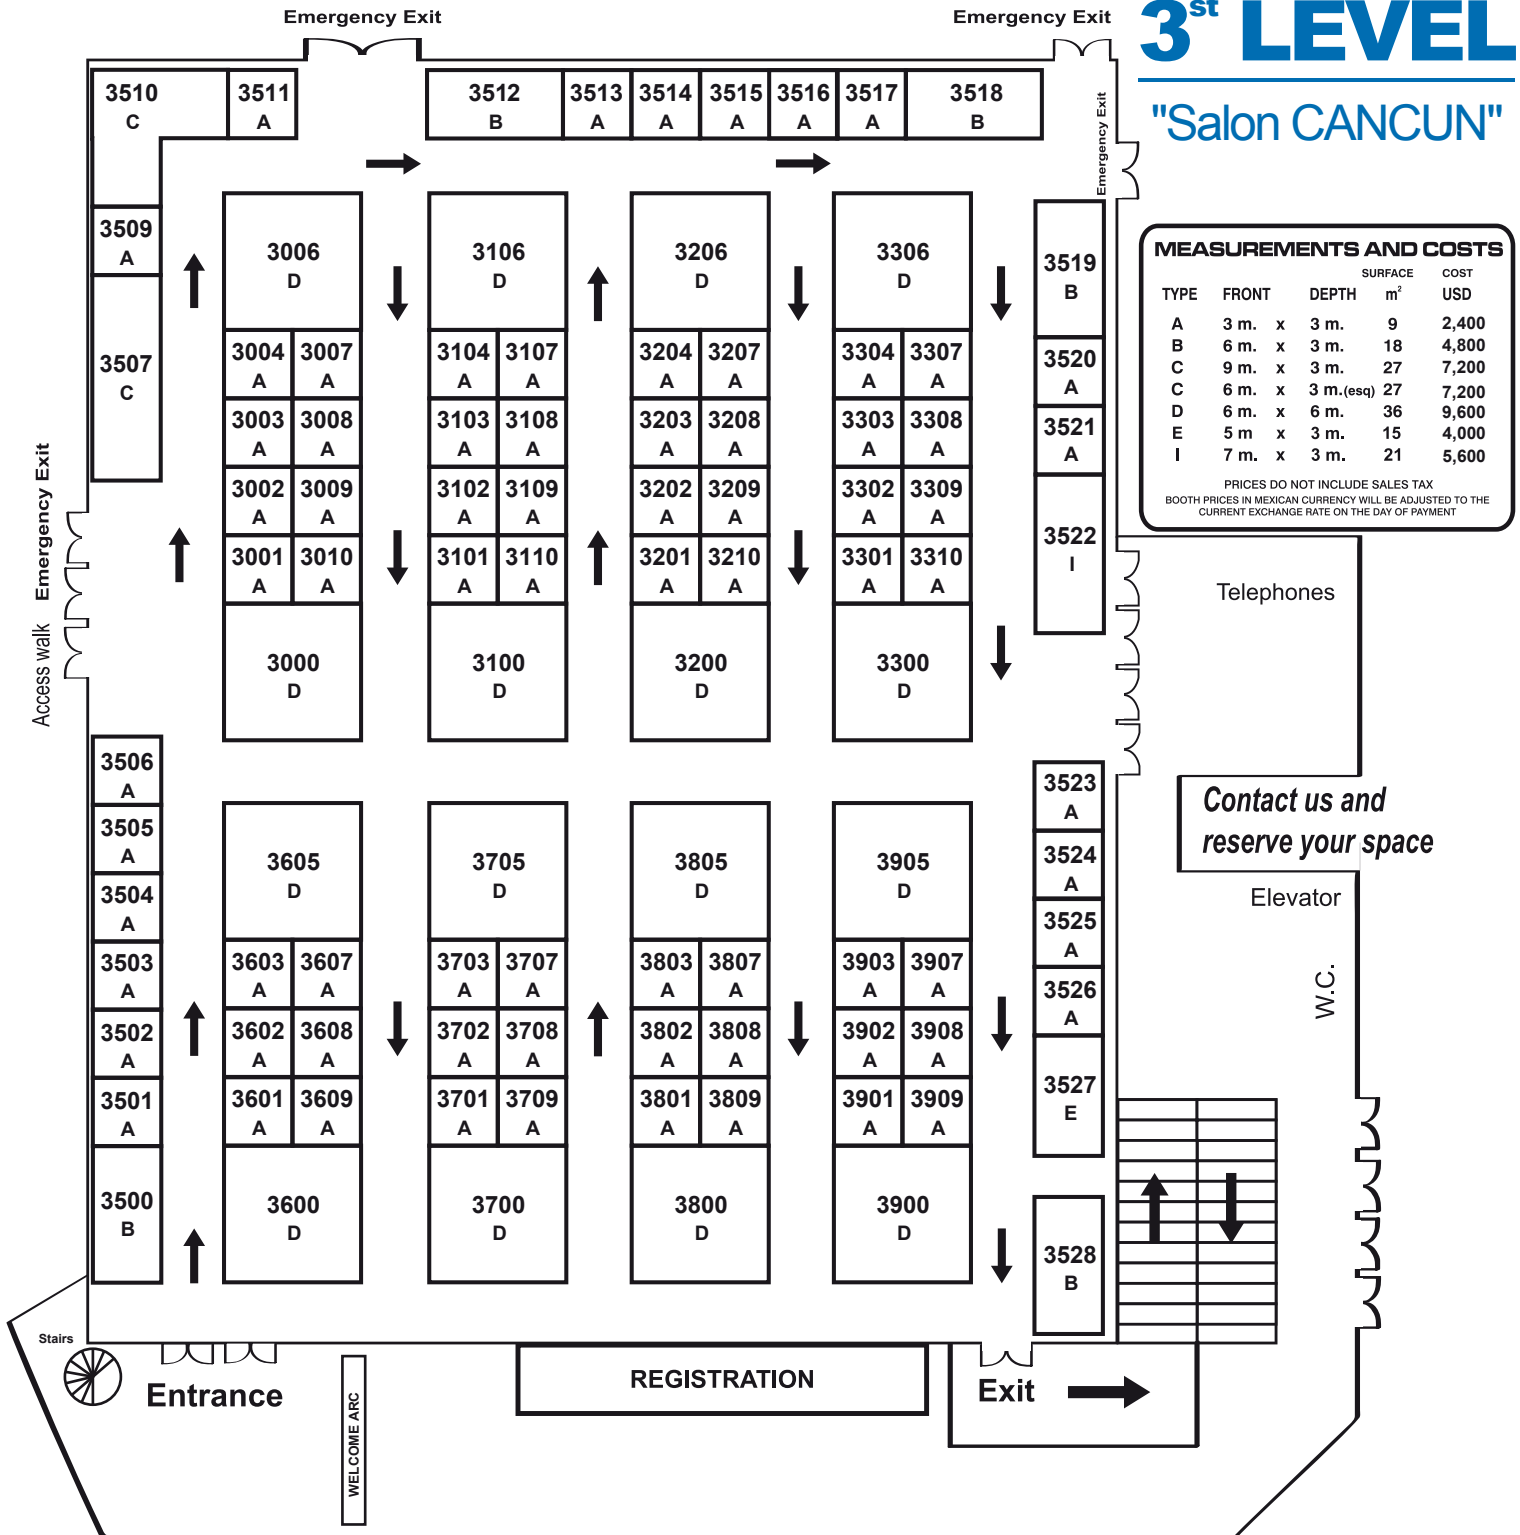 Emergency Exit
Emergency Exit
3st LEVEL
"Salon CANCUN"
3510 3511 3512 3513 3514 3515 3516 3517 3518
C A B A A A A A B
Emergency Exit
3509
A
3006 3106 3206 3306
D D D D
3519
B
MEASUREMENTS AND COSTS
SURFACE COST
TYPE FRONT DEPTH m² USD
A 3 m. x 3 m. 9 2,400
B 6 m. x 3 m. 18 4,800
C 9 m. x 3 m. 27 7,200
C 6 m. x 3 m.(esq) 27 7,200
D 6 m. x 6 m. 36 9,600
E 5 m x 3 m. 15 4,000
I 7 m. x 3 m. 21 5,600
PRICES DO NOT INCLUDE SALES TAX
BOOTH PRICES IN MEXICAN CURRENCY WILL BE ADJUSTED TO THE
CURRENT EXCHANGE RATE ON THE DAY OF PAYMENT
3507
C
3004 3007 3104 3107 3204 3207 3304 3307
A A A A A A A A
3520
A
3003 3008 3103 3108 3203 3208 3303 3308
A A A A A A A A
3521
A
3002 3009 3102 3109 3202 3209 3302 3309
A A A A A A A A
3522
I
3001 3010 3101 3110 3201 3210 3301 3310
A A A A A A A A
Emergency Exit
Access walk
Telephones
3000 3100 3200 3300
D D D D
3506
A
3523
A
Contact us and
reserve your space
3505
A
3605 3705 3805 3905
D D D D
3524
A
3504
A
Elevator
3525
A
3503 3603 3607 3703 3707 3803 3807 3903 3907
A A A A A A A A A
3526
A
W.C.
3502 3602 3608 3702 3708 3802 3808 3902 3908
A A A A A A A A A
3501 3601 3609 3701 3709 3801 3809 3901 3909
A A A A A A A A A
3527
E
3500 3600 3700 3800 3900
B D D D D
3528
B
Stairs
Entrance
WELCOME ARC
REGISTRATION
Exit